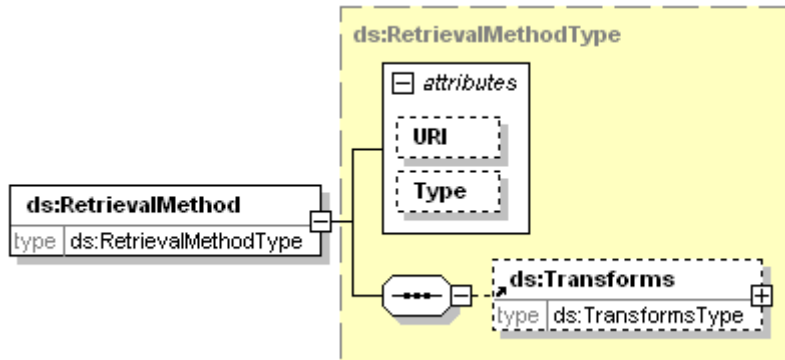 ds:RetrievalMethodType
attributes
URI
Type
ds:RetrievalMethod
type ds:RetrievalMethodType
ds:Transforms
type ds:TransformsType